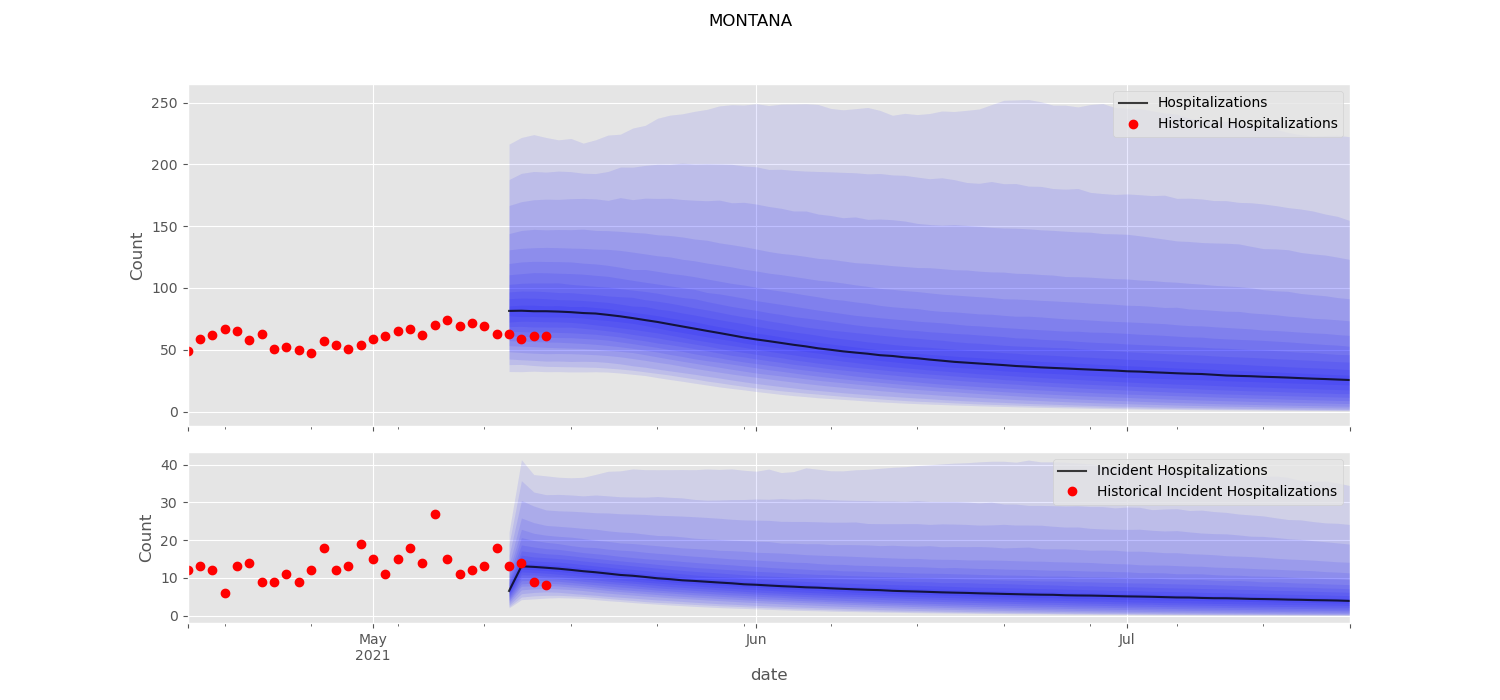 MONTANA
Hospitalizations
Historical Hospitalizations
250
200
150
100
50
0
Count
Incident Hospitalizations
Historical Incident Hospitalizations
40
30
20
10
0
Count
May
2021
Jun
Jul
date